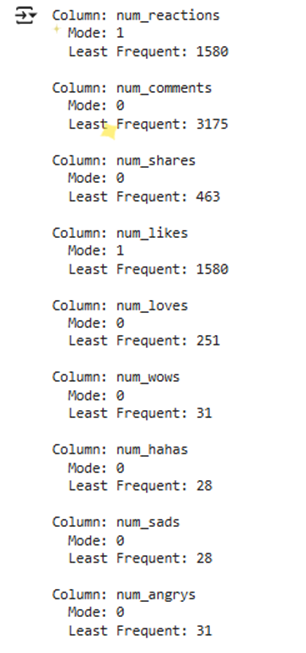 Column: num_reactions
Mode: 1
Least Frequent: 1580
Column: num_comments
Mode: 0
Least Frequent: 3175
Column: num_shares
Mode: 0
Least Frequent: 463
Column: num_likes
Mode: 1
Least Frequent: 1580
Column: num_loves
Mode: 0
Least Frequent: 251
Column: num_wows
Mode: 0
Least Frequent: 31
Column: num_hahas
Mode: 0
Least Frequent: 28
Column: num_sads
Mode: 0
Least Frequent: 28
Column: num_angrys
Mode: 0
Least Frequent: 31